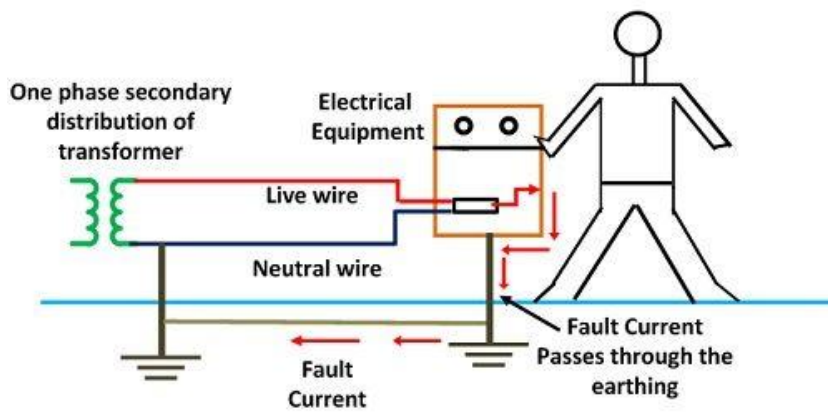 One phase secondary
distribution of
transformer
Electrical
Equipment
Live wire
Neutral wire
Fault
Current
Fault Current
Passes through the
earthing